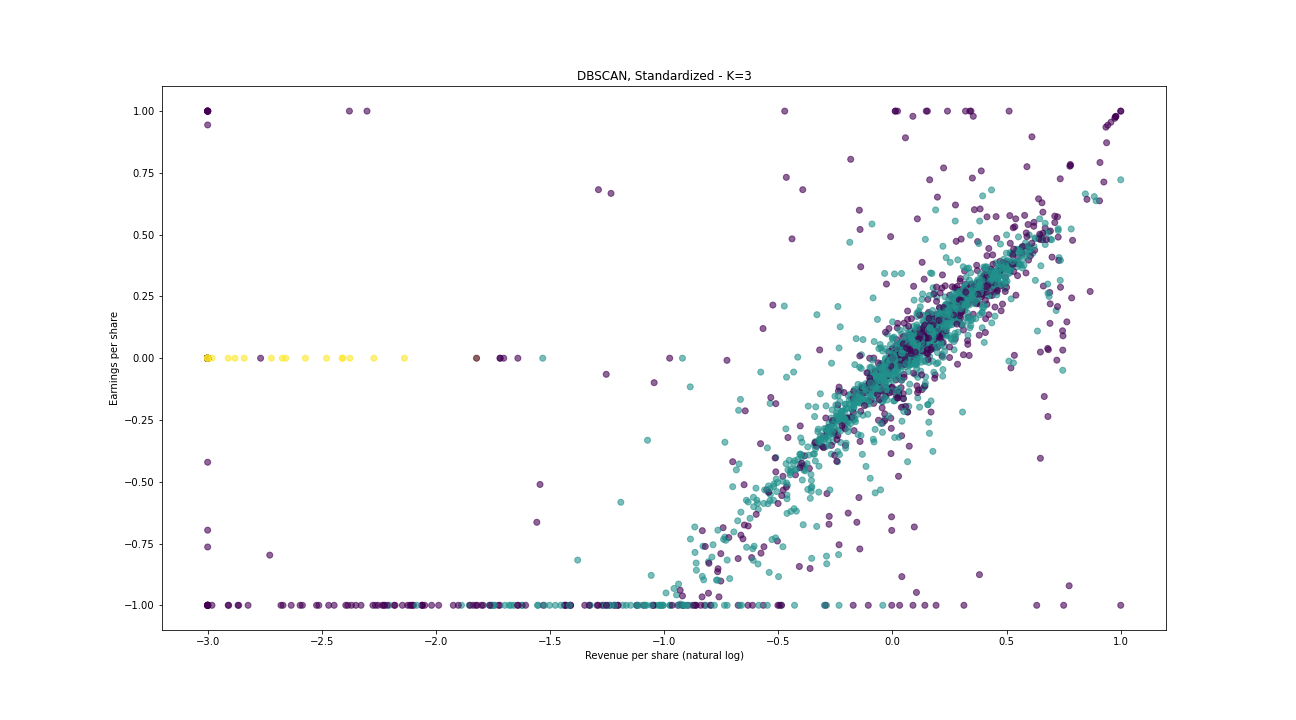 DBSCAN, Standardized - K=3
1.00
0.75
0.50
0.25
0.00
−0.25
−0.50
−0.75
−1.00
Earnings per share
−3.0 −2.5 −2.0 −1.5 −1.0 −0.5 0.0 0.5 1.0
Revenue per share (natural log)